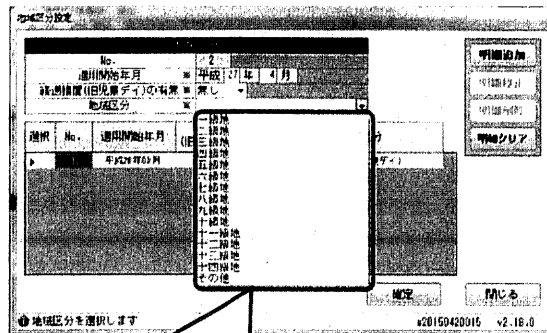 地域区分設定
No. 2
適用開始年月 ※ 平成 27 年 4 月
経過措置(旧児童デイ)の有無 ※ 無し
地域区分 ※
明細追加
明細クリア
一級地
二級地
三級地
四級地
五級地
六級地
七級地
八級地
九級地
十級地
十一級地
十二級地
十三級地
十四級地
その他
選択 No. 適用開始年月
確定 閉じる
地域区分を選択します
s20150420015 v2.18.0